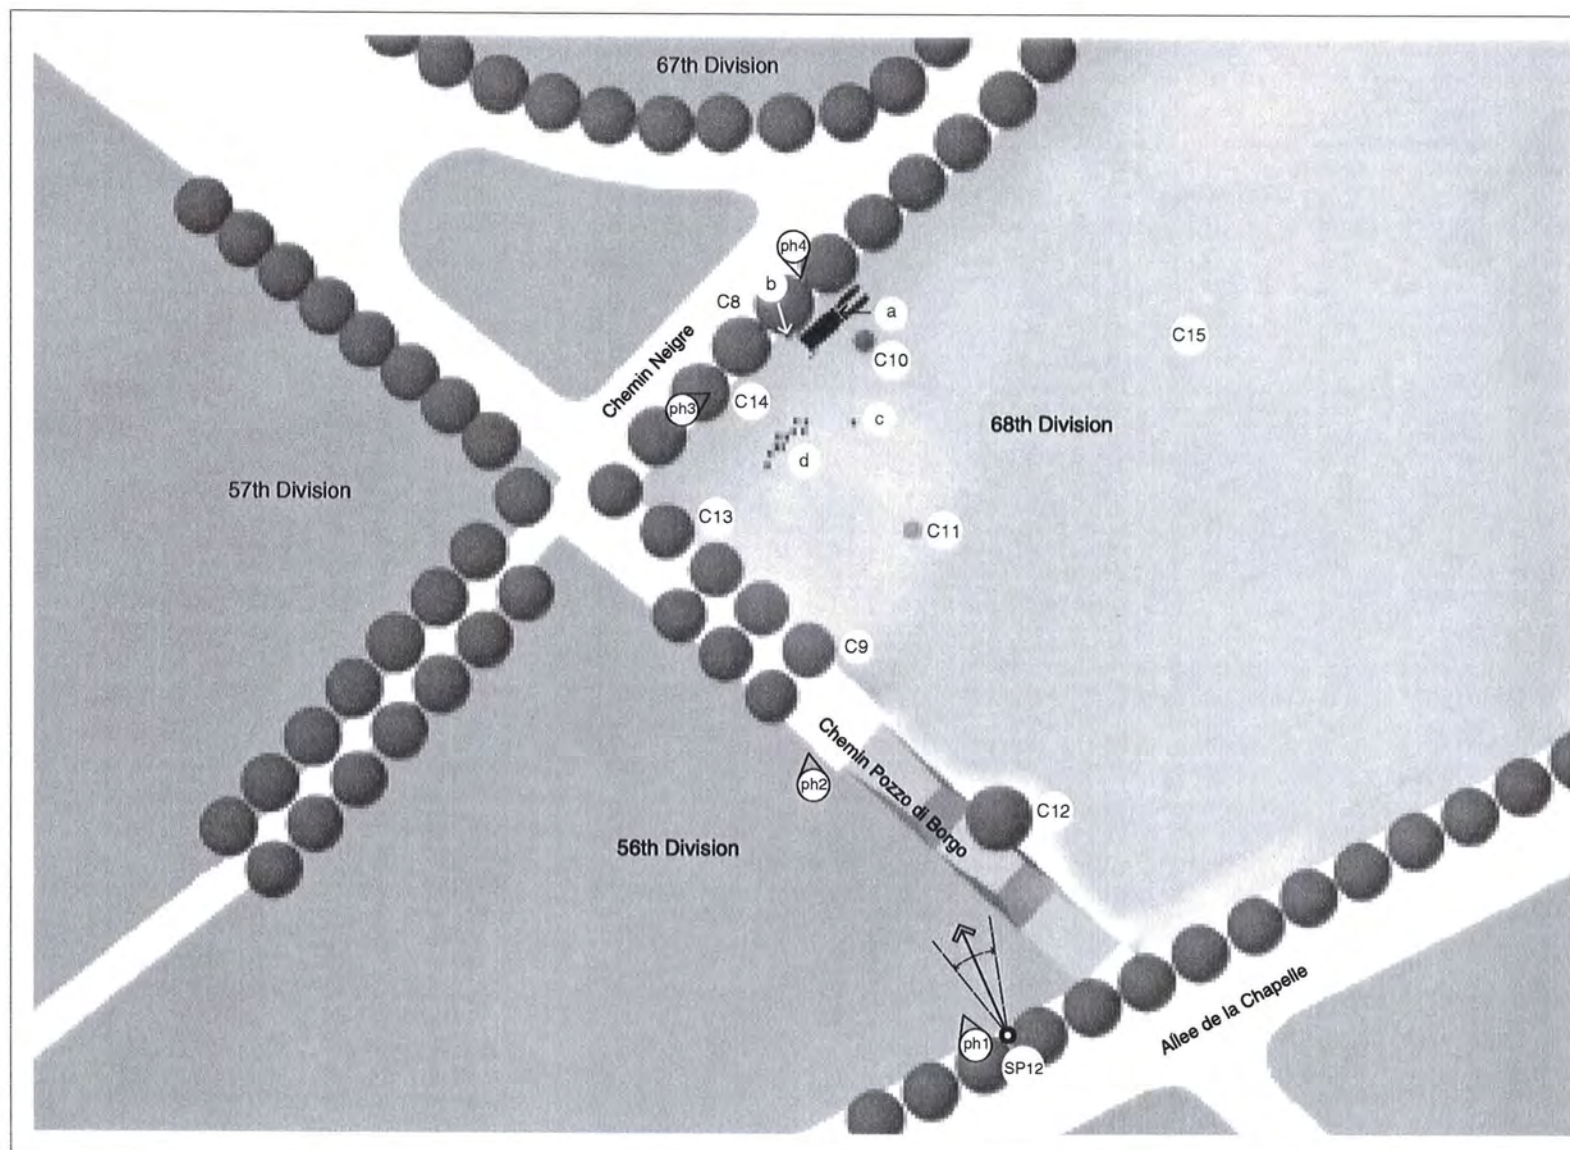 67th Division
ph4
b
C8
a
C10
C15
Chemin Neigre
ph3
C14
c
68th Division
d
57th Division
C13
C11
C9
Chemin Pozzo di Borgo
ph2
C12
56th Division
ph1
SP12
Allee de la Chapelle